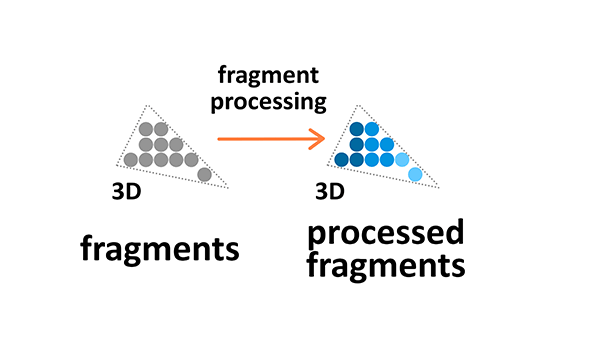 fragment
processing
3D
3D
fragments
processed
fragments